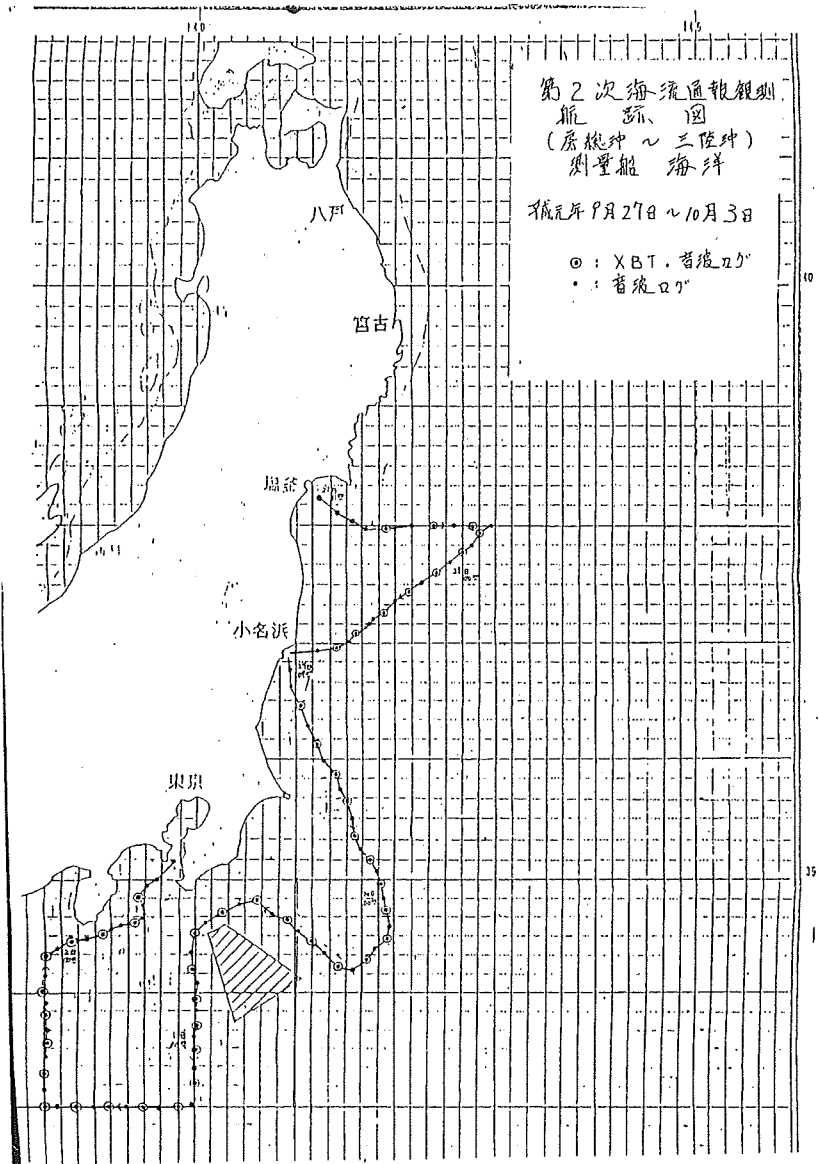 140
145
第2次海流通報観測
航跡図
(房総沖～三陸沖)
測量船 海洋
平成元年9月27日～10月3日
⊙：XBT．音波ログ
・：音波ログ
八戸
40
宮古
塩釜
小名浜
東京
35